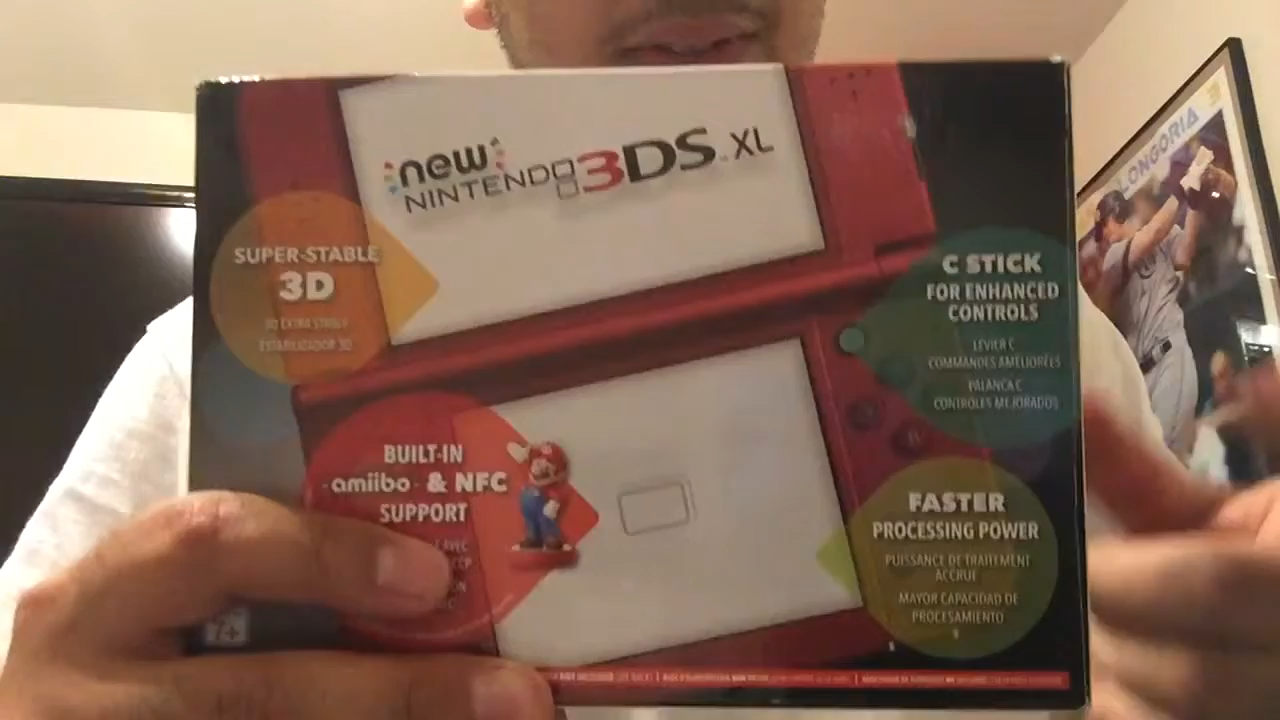 new
NINTENDO 3DS XL
SUPER-STABLE
3D
3D EXTRA STABLE
ESTABILIZADOR 3D
C STICK
FOR ENHANCED
CONTROLS
LEVIER C
COMMANDES AMÉLIORÉES
PALANCA C
CONTROLES MEJORADOS
BUILT-IN
amiibo & NFC
SUPPORT
AVEC
FASTER
PROCESSING POWER
PUISSANCE DE TRAITEMENT
ACCRUE
MAYOR CAPACIDAD DE
PROCESAMIENTO
7+
LONGORIA